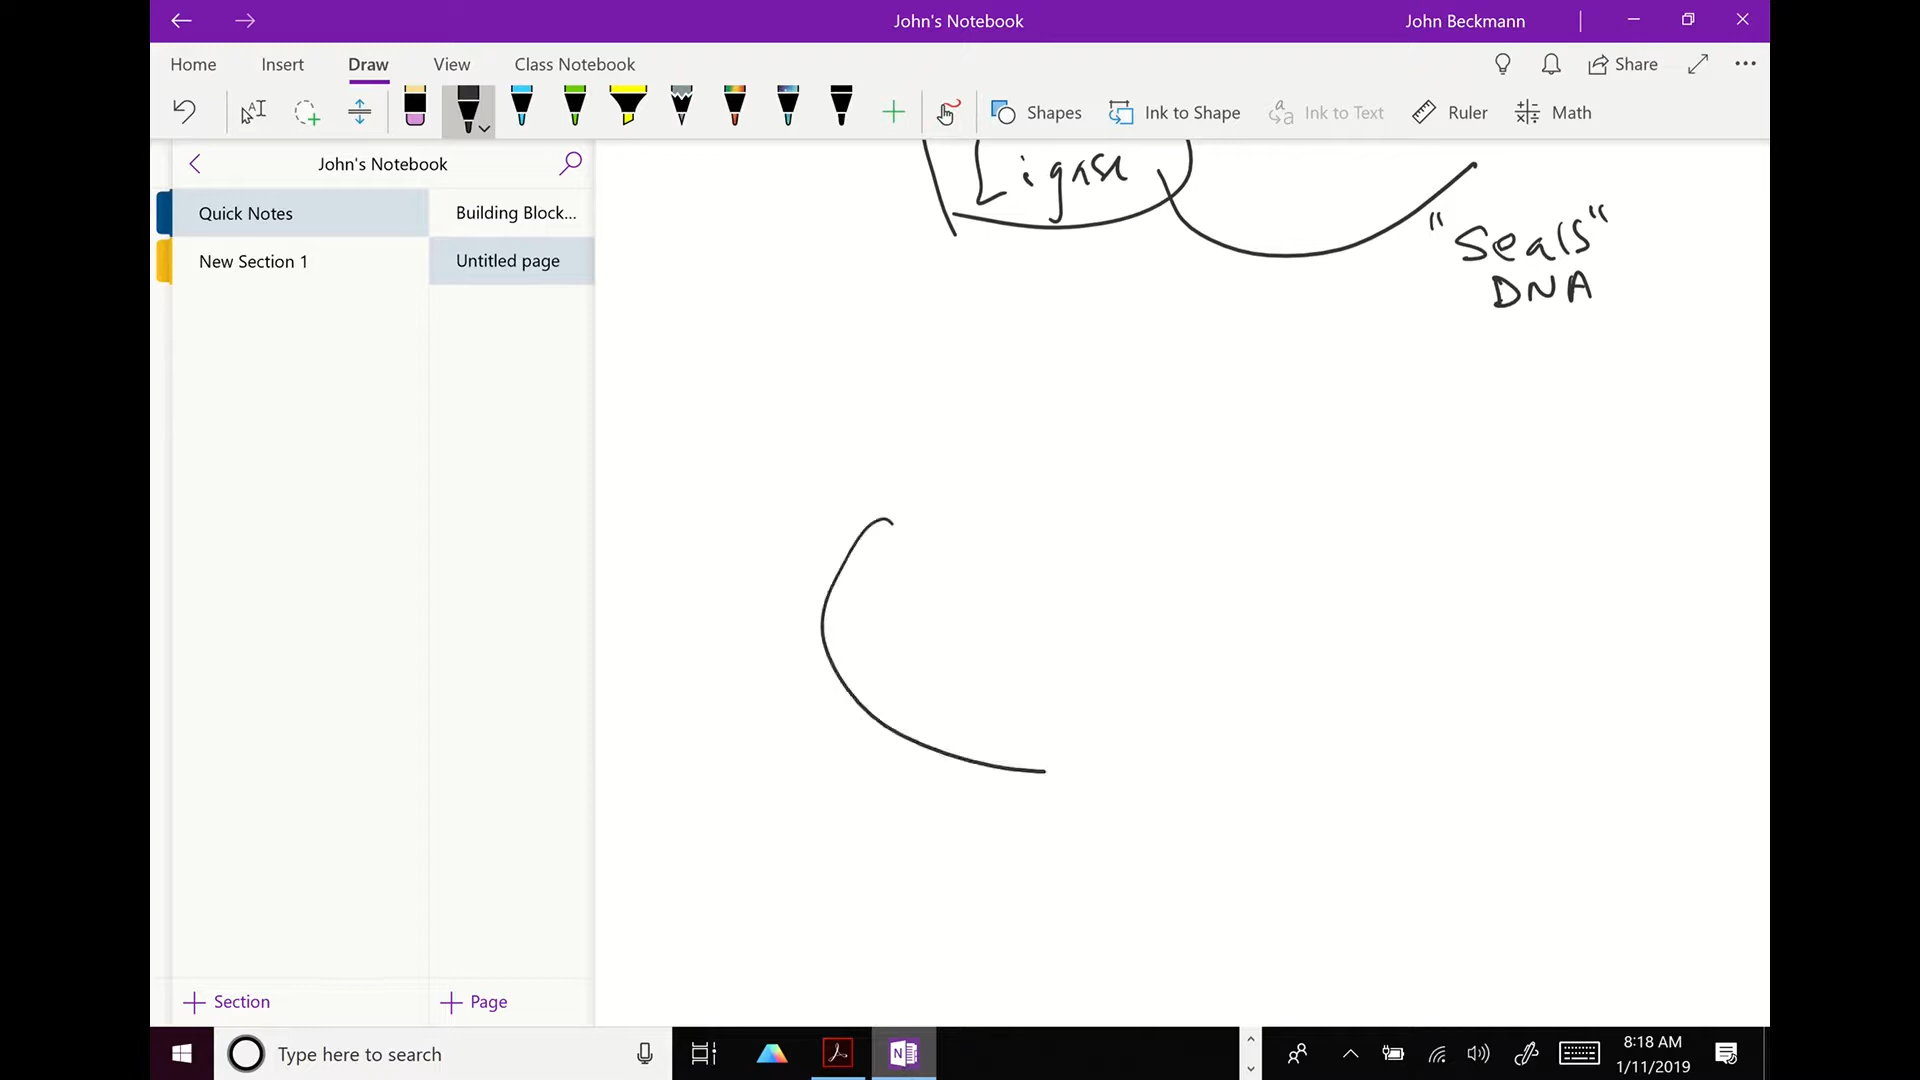 John's Notebook
John Beckmann
Home Insert Draw View Class Notebook
Share
Shapes Ink to Shape Ink to Text Ruler Math
John's Notebook
Quick Notes
New Section 1
Building Block...
Untitled page
Ligase
"Seals"
DNA
Section
Page
Type here to search
8:18 AM
1/11/2019